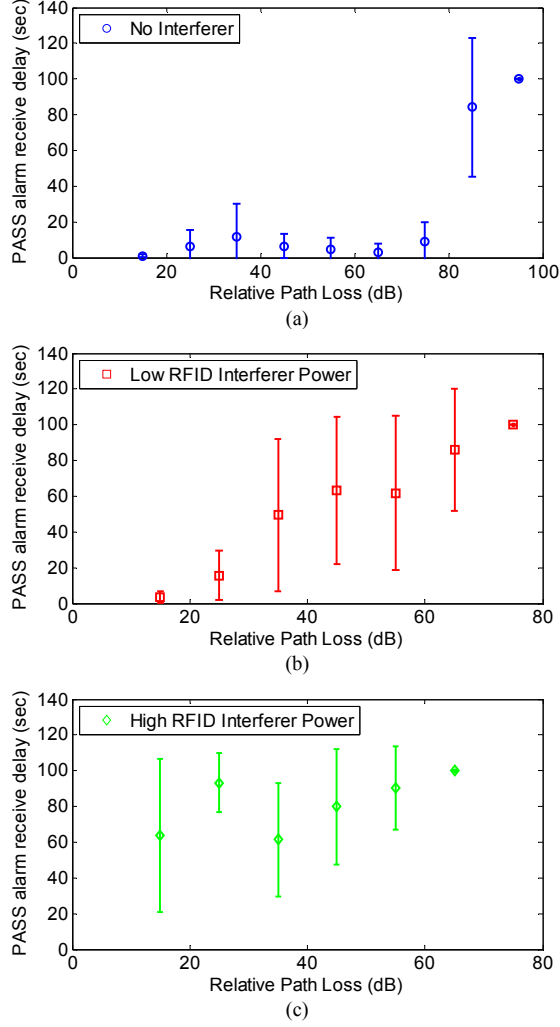 140
No Interferer
120
100
80
60
40
20
0
0 20 40 60 80 100
PASS alarm receive delay (sec)
Relative Path Loss (dB)
(a)
140
Low RFID Interferer Power
120
100
80
60
40
20
0
0 20 40 60 80
PASS alarm receive delay (sec)
Relative Path Loss (dB)
(b)
140
High RFID Interferer Power
120
100
80
60
40
20
0
0 20 40 60 80
PASS alarm receive delay (sec)
Relative Path Loss (dB)
(c)